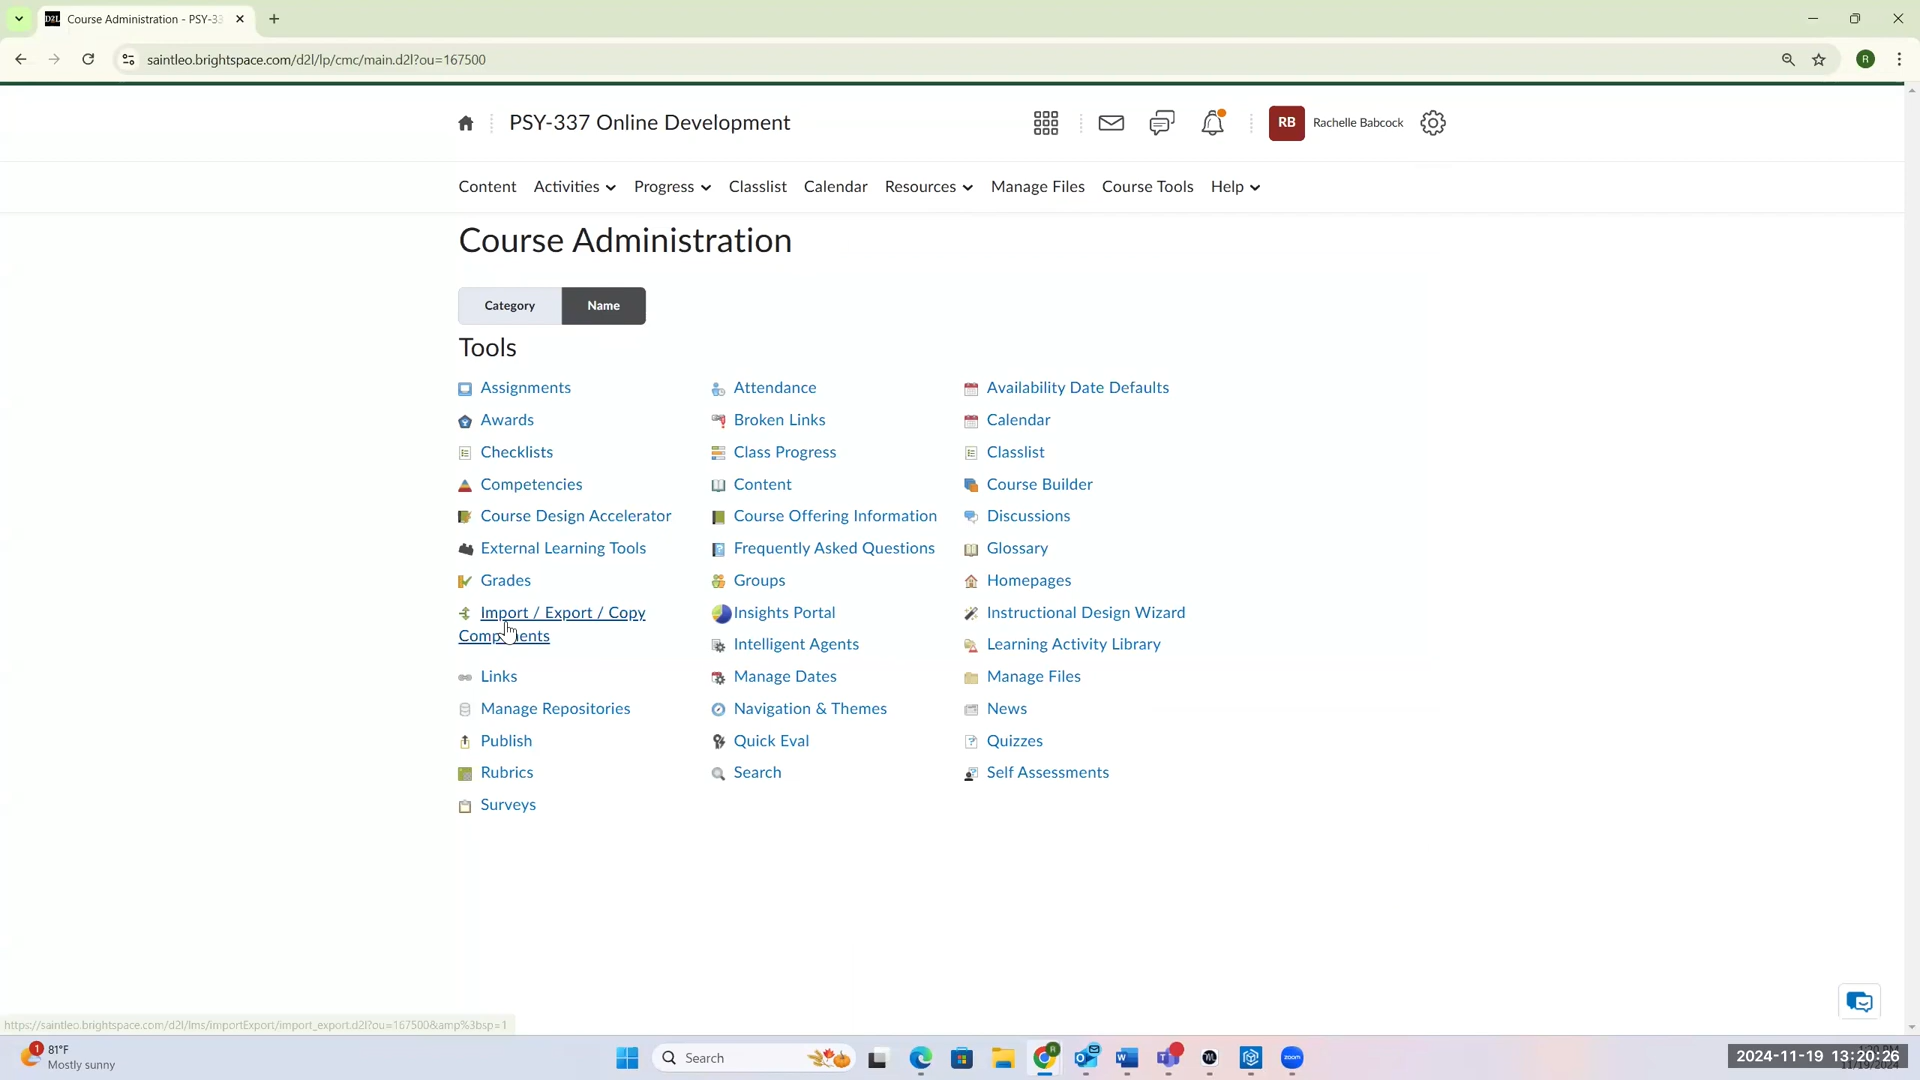 D2L Course Administration - PSY-33
saintleo.brightspace.com/d2l/lp/cmc/main.d2l?ou=167500
R
PSY-337 Online Development
RB Rachelle Babcock
Content Activities Progress Classlist Calendar Resources Manage Files Course Tools Help
Course Administration
Category Name
Tools
Assignments Attendance Availability Date Defaults
Awards Broken Links Calendar
Checklists Class Progress Classlist
Competencies Content Course Builder
Course Design Accelerator Course Offering Information Discussions
External Learning Tools Frequently Asked Questions Glossary
Grades Groups Homepages
Import / Export / Copy Insights Portal Instructional Design Wizard
Components Intelligent Agents Learning Activity Library
Links Manage Dates Manage Files
Manage Repositories Navigation & Themes News
Publish Quick Eval Quizzes
Rubrics Search Self Assessments
Surveys
https://saintleo.brightspace.com/d2l/lms/importExport/import_export.d2l?ou=167500&amp%3bsp=1
1 81°F
Mostly sunny
Search
zoom
2024-11-19 13:20:26